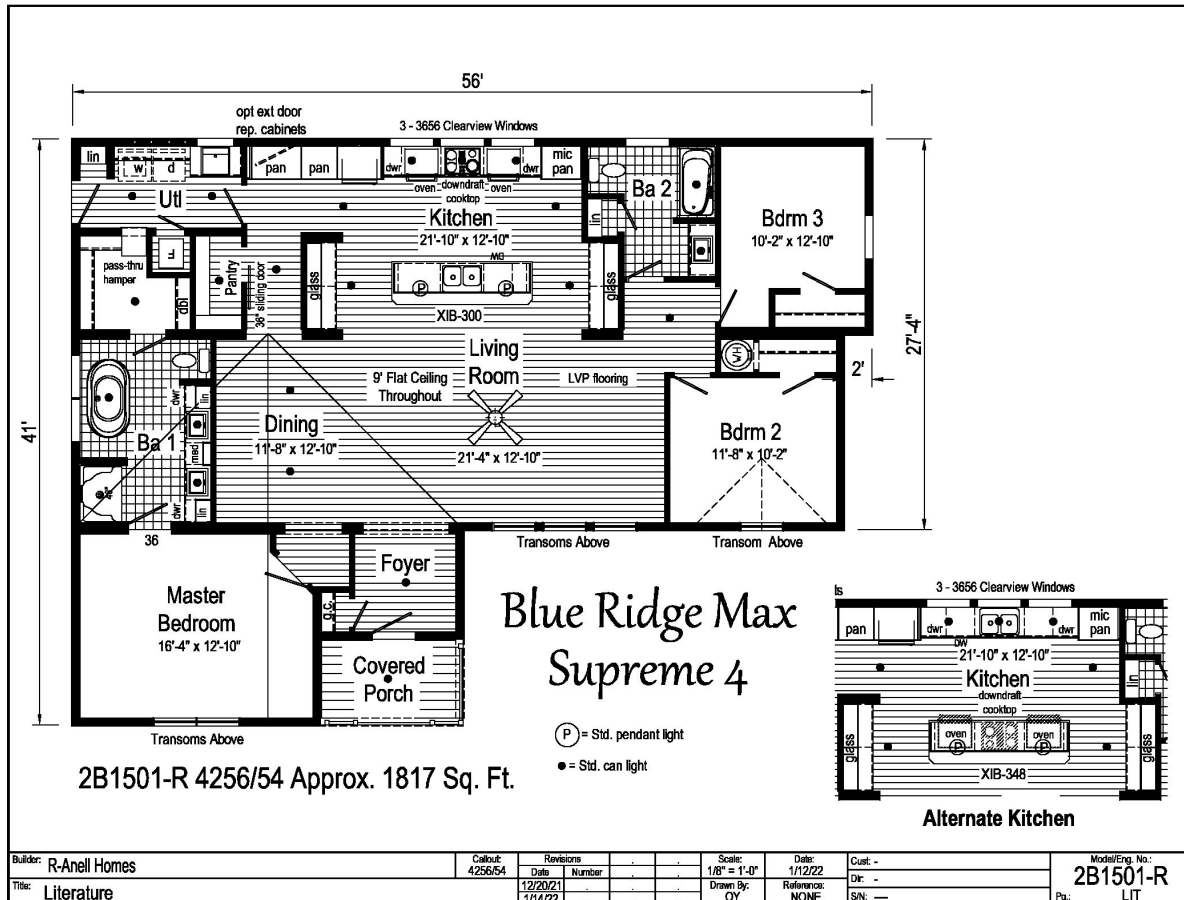 56'
opt ext door
rep. cabinets
3 - 3656 Clearview Windows
lin
w
d
pan
pan
dwr
oven
downdraft
cooktop
oven
dwr
mic
pan
Utl
Kitchen
21'-10" x 12'-10"
Ba 2
lin
Bdrm 3
10'-2" x 12'-10"
pass-thru
hamper
dbl
Pantry
36" sliding door
glass
DW
P
P
glass
XIB-300
41'
27'-4"
2'
Living
Room
9' Flat Ceiling
Throughout
LVP flooring
21'-4" x 12'-10"
HW
dwr
lin
Ba 1
med
dwr
lin
Dining
11'-8" x 12'-10"
Bdrm 2
11'-8" x 10'-2"
36
Transoms Above
Transom Above
Foyer
g.c.
Master
Bedroom
16'-4" x 12'-10"
Covered
Porch
Transoms Above
Blue Ridge Max
Supreme 4
P = Std. pendant light
● = Std. can light
2B1501-R 4256/54 Approx. 1817 Sq. Ft.
3 - 3656 Clearview Windows
pan
dwr
DW
dwr
mic
pan
21'-10" x 12'-10"
Kitchen
lin
downdraft
cooktop
glass
oven
P
oven
P
glass
XIB-348
Alternate Kitchen
Builder: R-Anell Homes
Title: Literature
Callout:
4256/54
Revisions
Date Number
12/20/21
1/14/22
Scale:
1/8" = 1'-0"
Drawn By:
OY
Date:
1/12/22
Reference:
NONE
Cust: -
Dir: -
S/N: —
Model/Eng. No.:
2B1501-R
Pg.: LIT